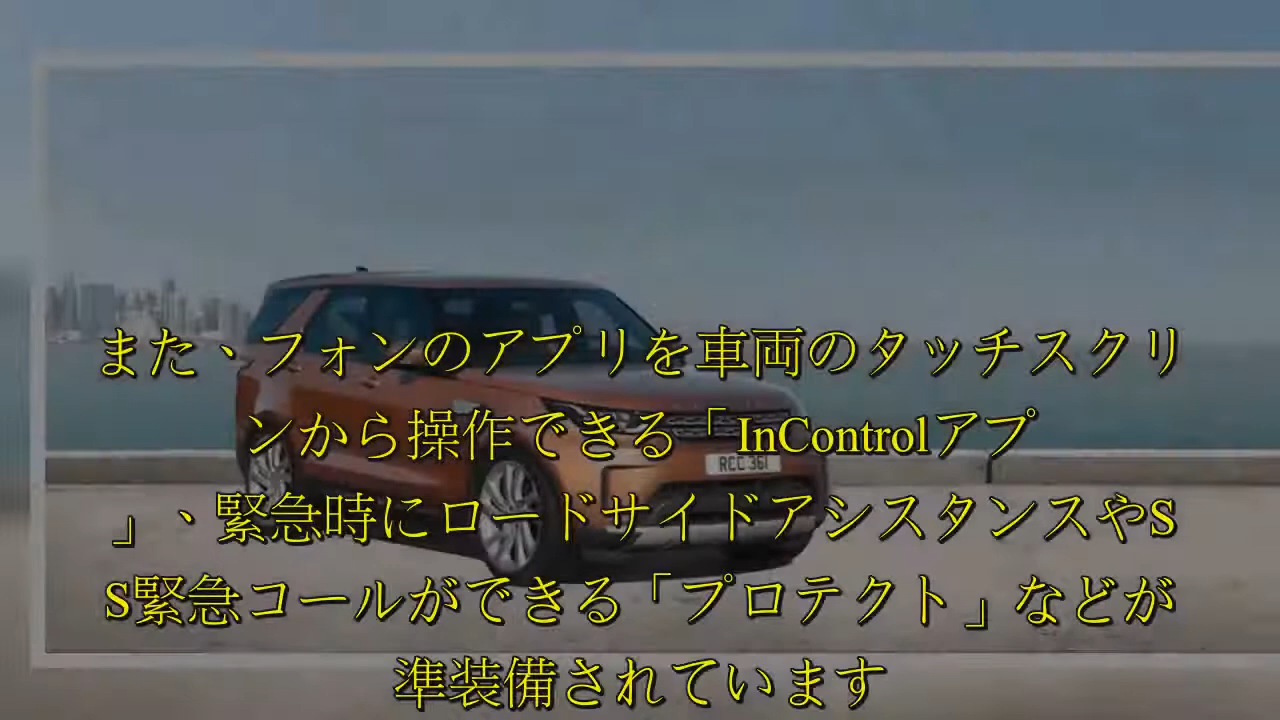 また、フォンのアプリを車両のタッチスクリ
ンから操作できる「InControlアプ
」、緊急時にロードサイドアシスタンスやS
S緊急コールができる「プロテクト」などが
準装備されています
RCC 361